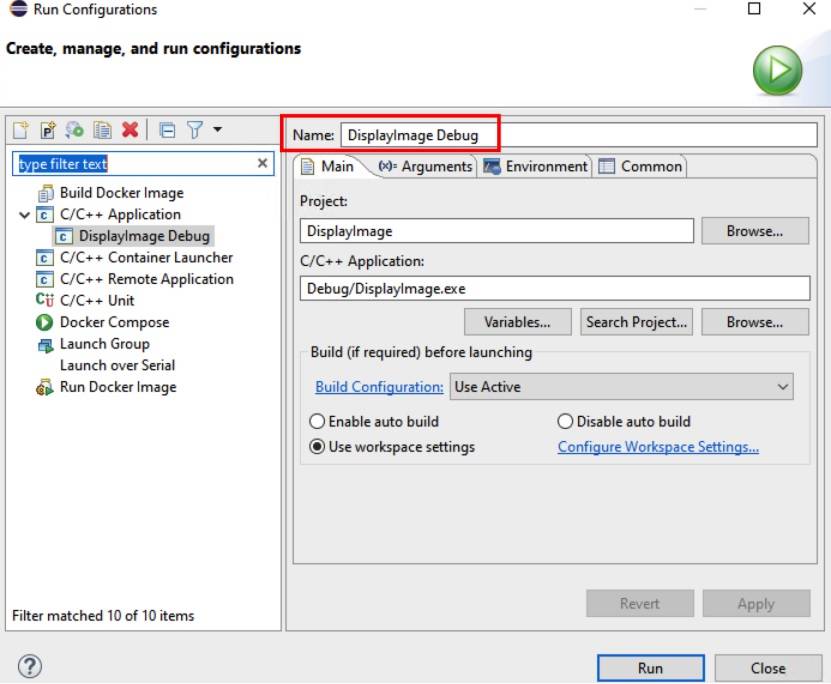 Run Configurations
Create, manage, and run configurations
Name: DisplayImage Debug
type filter text
Build Docker Image
C/C++ Application
DisplayImage Debug
C/C++ Container Launcher
C/C++ Remote Application
C/C++ Unit
Docker Compose
Launch Group
Launch over Serial
Run Docker Image
Filter matched 10 of 10 items
Main (x)= Arguments Environment Common
Project:
DisplayImage Browse...
C/C++ Application:
Debug/DisplayImage.exe
Variables... Search Project... Browse...
Build (if required) before launching
Build Configuration: Use Active
Enable auto build Disable auto build
Use workspace settings Configure Workspace Settings...
Revert Apply
Run Close